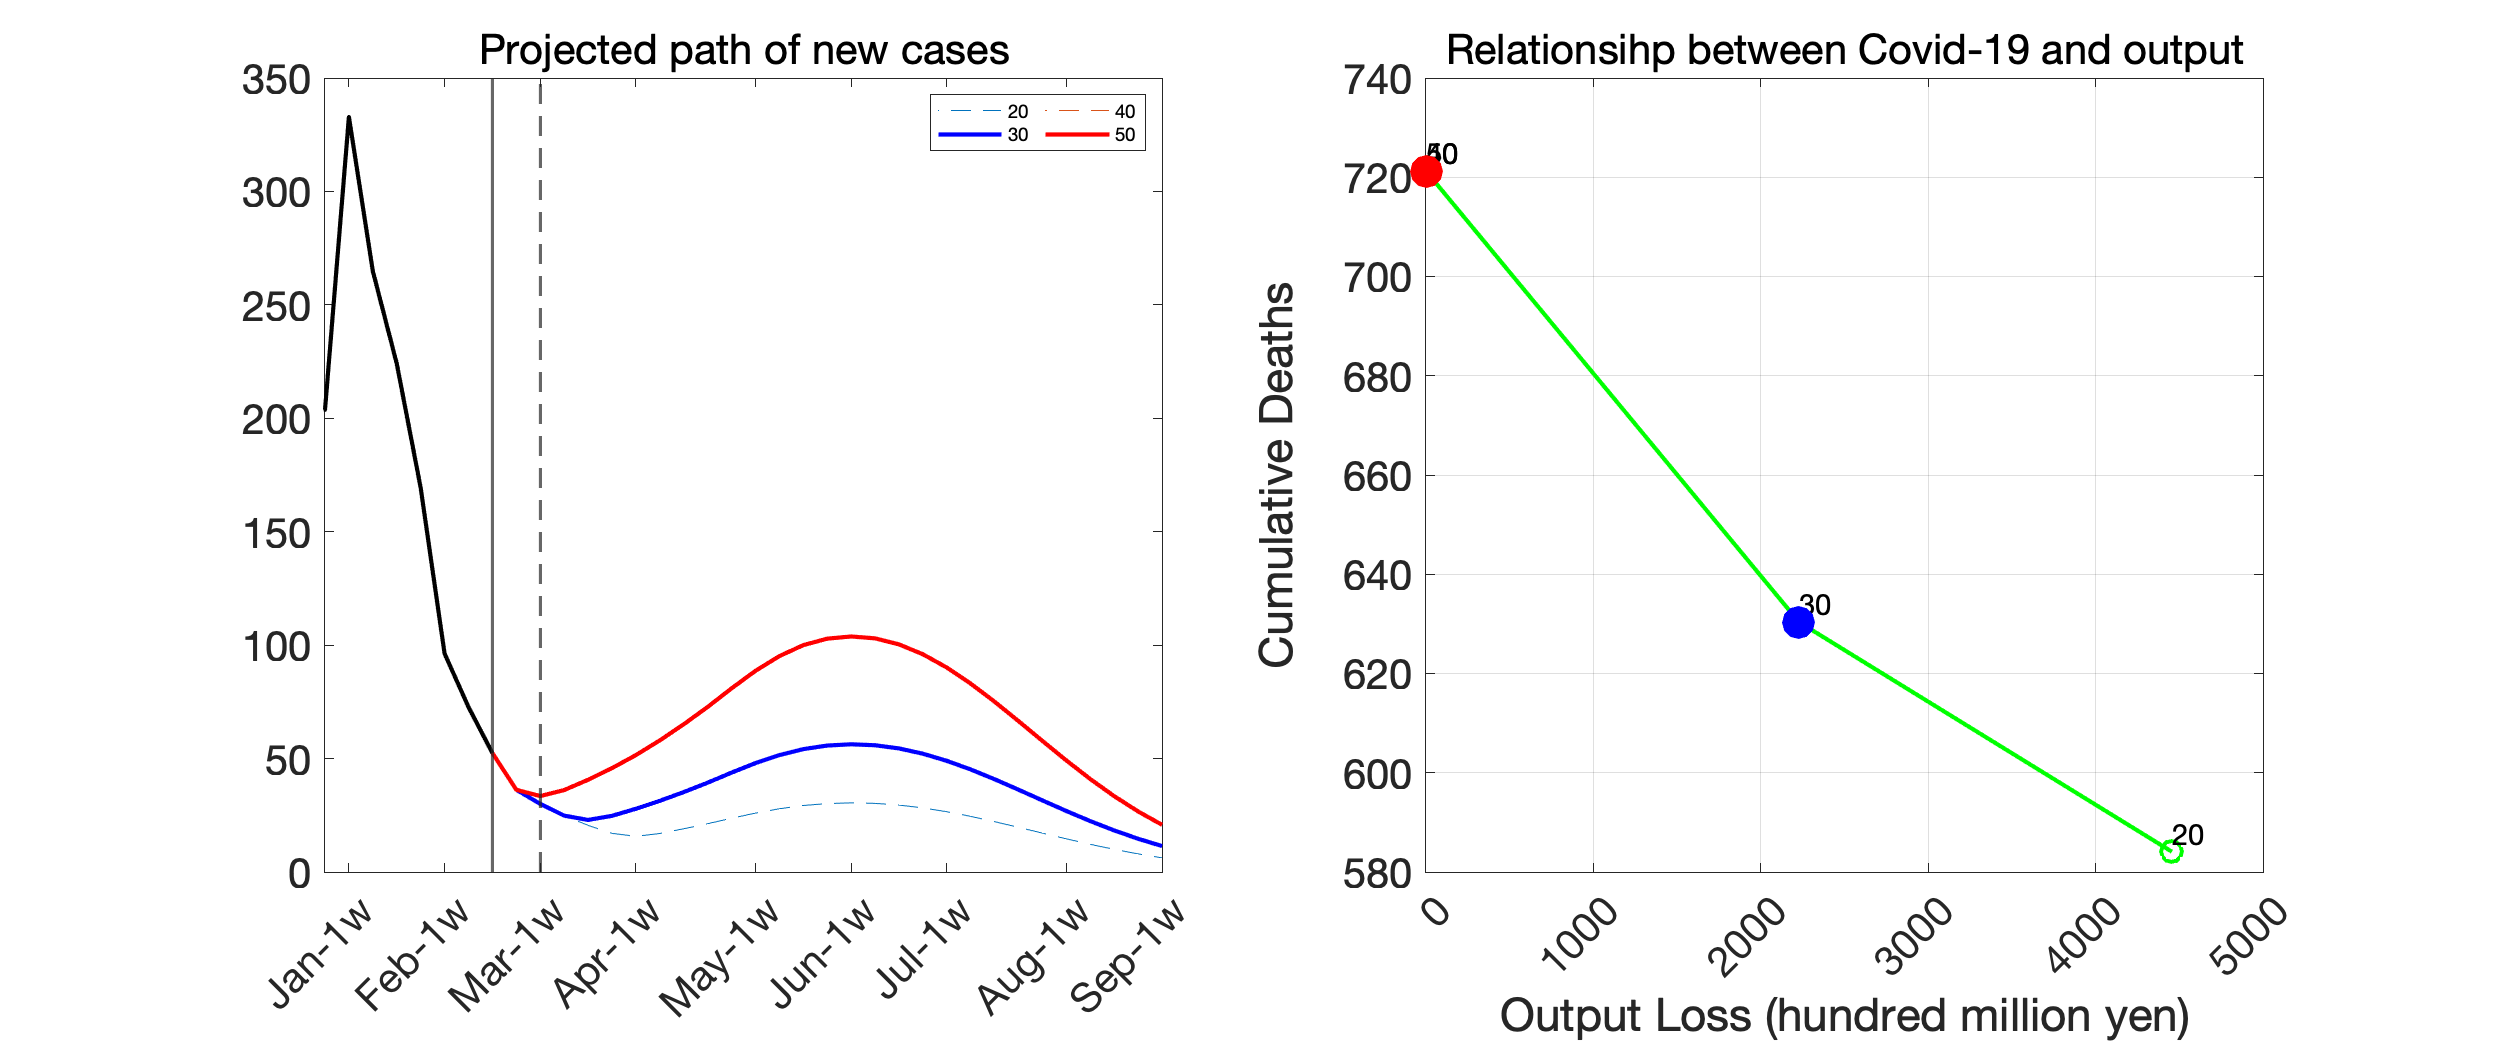 Projected path of new cases
350
300
250
200
150
100
50
0
20 40
30 50
Jan-1w
Feb-1w
Mar-1w
Apr-1w
May-1w
Jun-1w
Jul-1w
Aug-1w
Sep-1w
Relationsihp between Covid-19 and output
Cumulative Deaths
740
720
700
680
660
640
620
600
580
30
20
0
1000
2000
3000
4000
5000
Output Loss (hundred million yen)